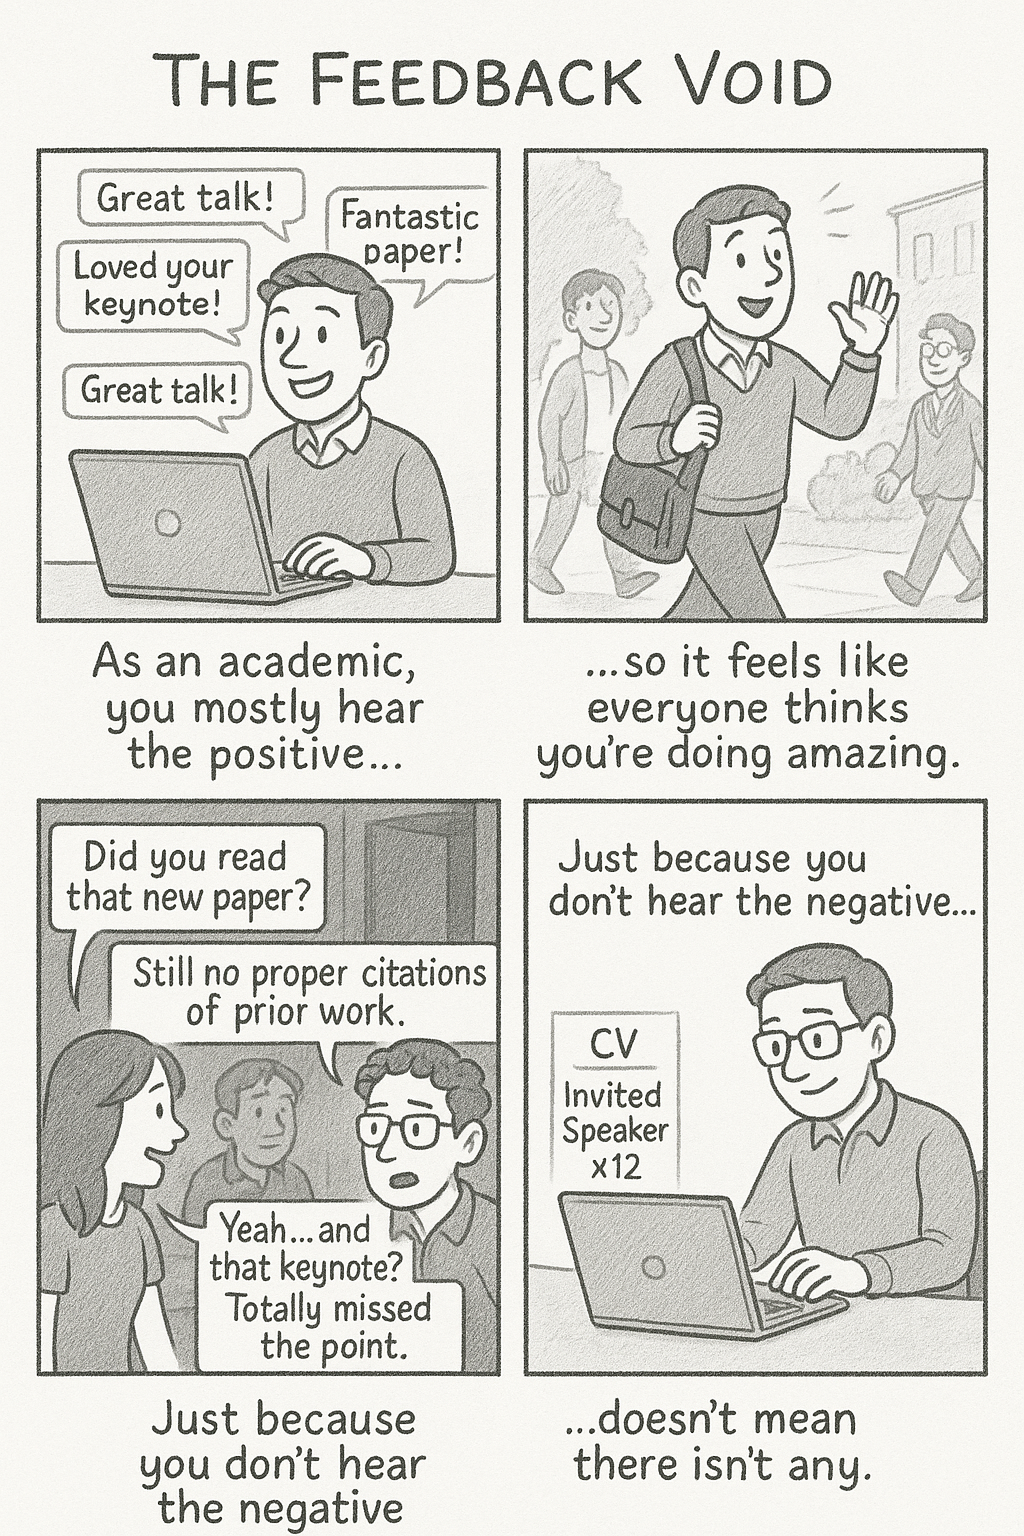 THE FEEDBACK VOID
Great talk!
Fantastic
paper!
Loved your
keynote!
Great talk!
As an academic,
you mostly hear
the positive...
...so it feels like
everyone thinks
you're doing amazing.
Did you read
that new paper?
Still no proper citations
of prior work.
Yeah...and
that keynote?
Totally missed
the point.
Just because
you don't hear
the negative
Just because you
don't hear the negative...
CV
Invited
Speaker
x12
...doesn't mean
there isn't any.